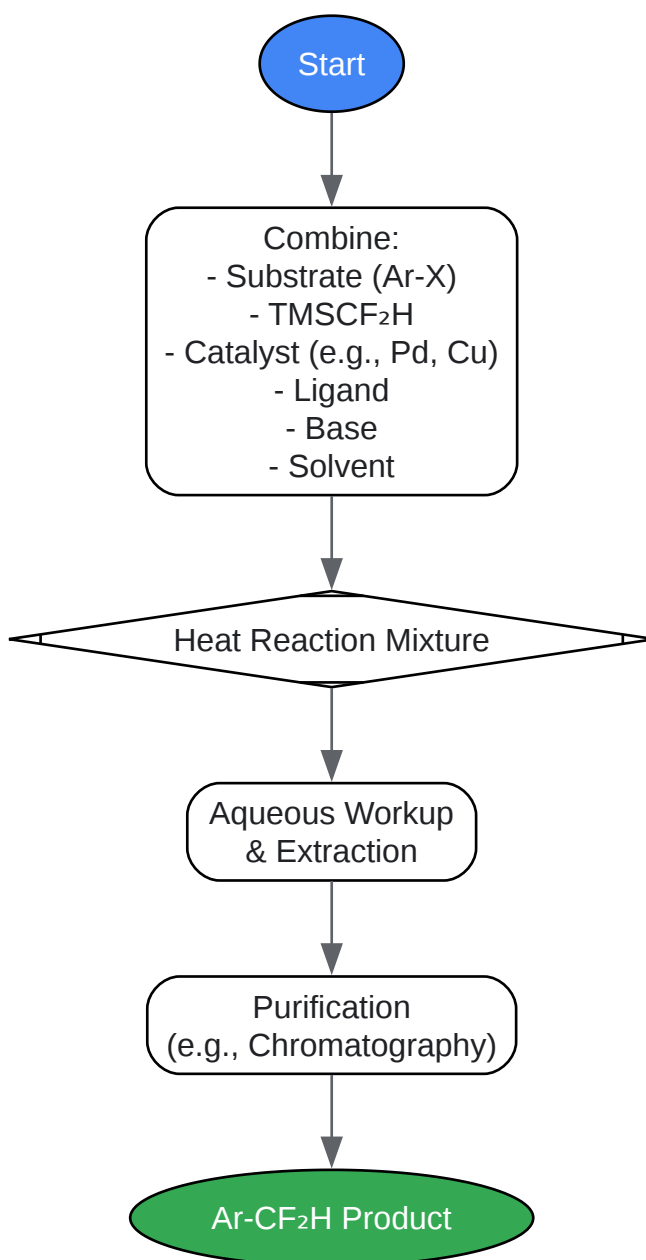 Start
Combine:
- Substrate (Ar-X)
- TMSCF₂H
- Catalyst (e.g., Pd, Cu)
- Ligand
- Base
- Solvent
Heat Reaction Mixture
Aqueous Workup
& Extraction
Purification
(e.g., Chromatography)
Ar-CF₂H Product